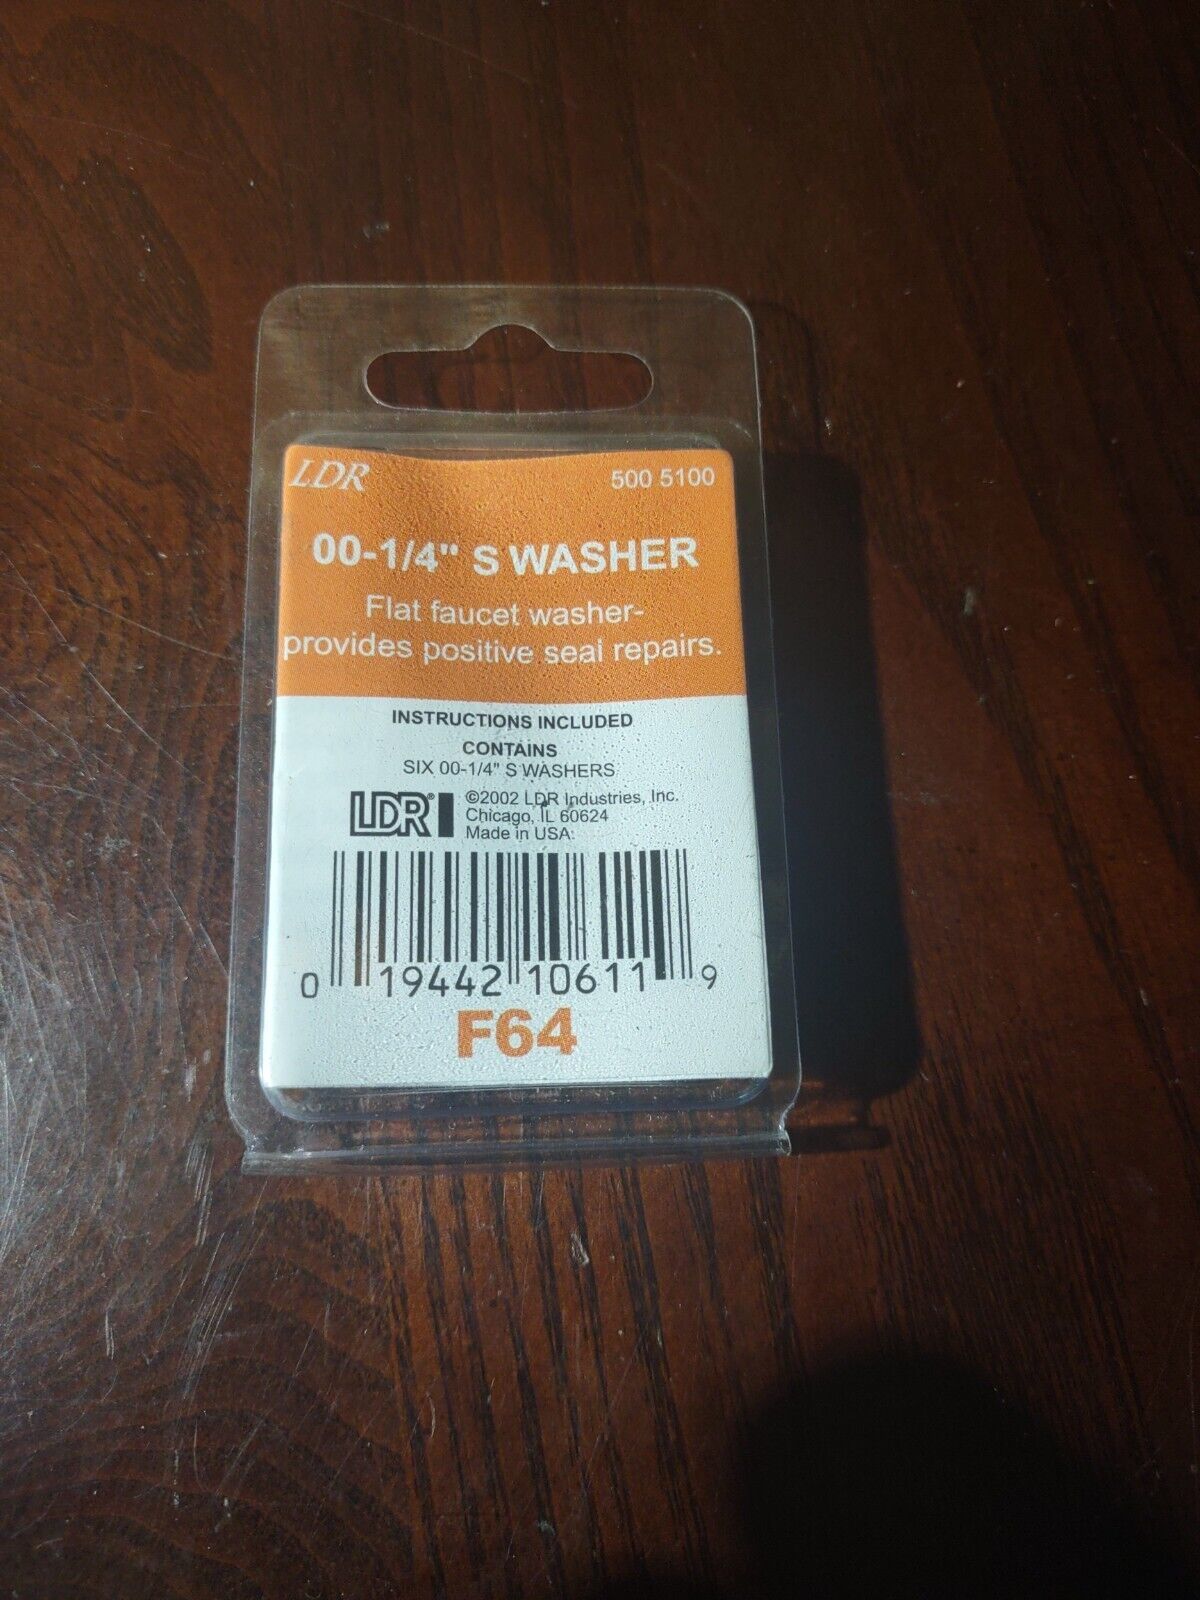 LDR 500 5100
00-1/4" S WASHER
Flat faucet washer-
provides positive seal repairs.
INSTRUCTIONS INCLUDED
CONTAINS
SIX 00-1/4" S WASHERS
LDR® ©2002 LDR Industries, Inc.
Chicago, IL 60624
Made in USA.
0 19442 10611 9
F64